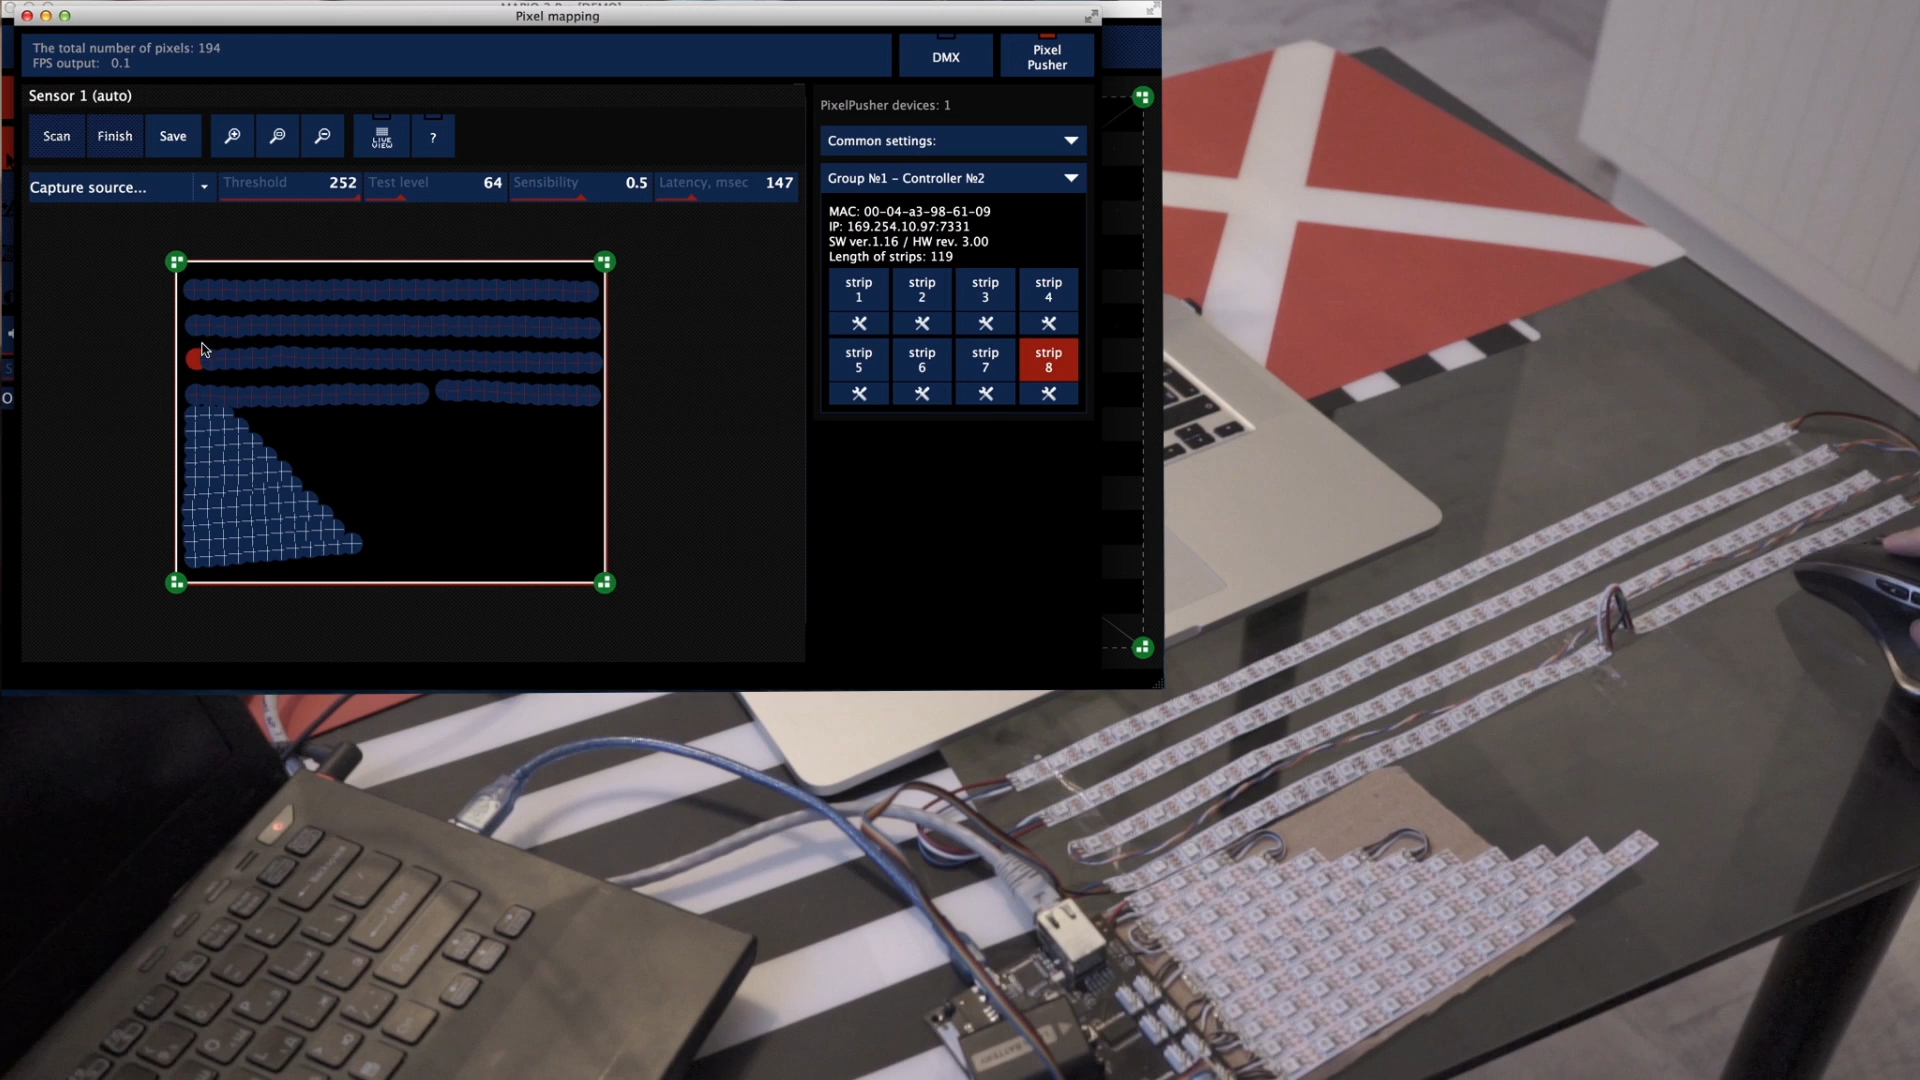 Pixel mapping
The total number of pixels: 194
FPS output: 0.1
DMX
Pixel
Pusher
Sensor 1 (auto)
Scan
Finish
Save
LIVE
VIEW
?
Capture source...
Threshold 252
Test level 64
Sensibility 0.5
Latency, msec 147
PixelPusher devices: 1
Common settings:
Group №1 – Controller №2
MAC: 00-04-a3-98-61-09
IP: 169.254.10.97:7331
SW ver.1.16 / HW rev. 3.00
Length of strips: 119
strip
1
strip
2
strip
3
strip
4
strip
5
strip
6
strip
7
strip
8